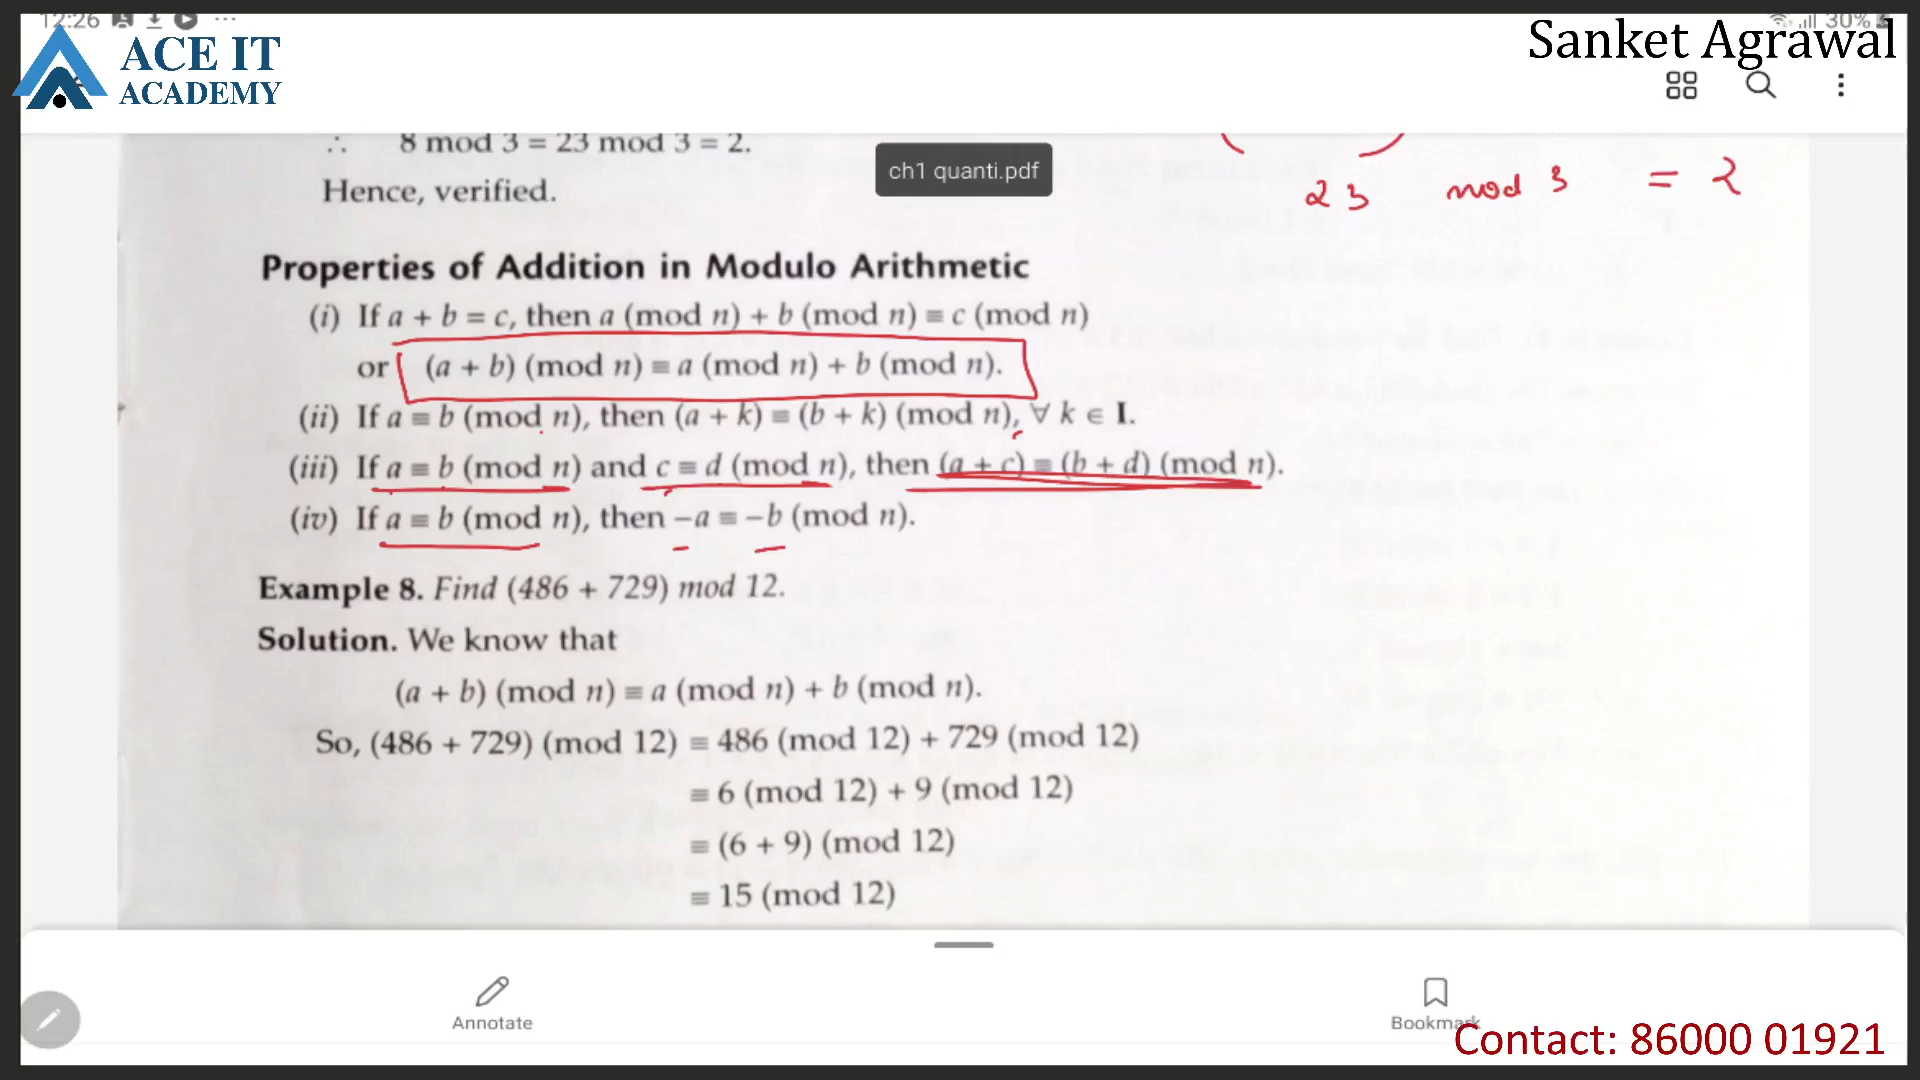 12:26
30%
ACE IT
ACADEMY
Sanket Agrawal
∴ 8 mod 3 = 23 mod 3 = 2.
ch1 quanti.pdf
Hence, verified.
23 mod 3 = 2
Properties of Addition in Modulo Arithmetic
(i) If a + b = c, then a (mod n) + b (mod n) ≡ c (mod n)
or (a + b) (mod n) ≡ a (mod n) + b (mod n).
(ii) If a ≡ b (mod n), then (a + k) ≡ (b + k) (mod n), ∀ k ∈ I.
(iii) If a ≡ b (mod n) and c ≡ d (mod n), then (a + c) ≡ (b + d) (mod n).
(iv) If a ≡ b (mod n), then –a ≡ –b (mod n).
Example 8. Find (486 + 729) mod 12.
Solution. We know that
(a + b) (mod n) ≡ a (mod n) + b (mod n).
So, (486 + 729) (mod 12) ≡ 486 (mod 12) + 729 (mod 12)
≡ 6 (mod 12) + 9 (mod 12)
≡ (6 + 9) (mod 12)
≡ 15 (mod 12)
Annotate
Bookmark
Contact: 86000 01921